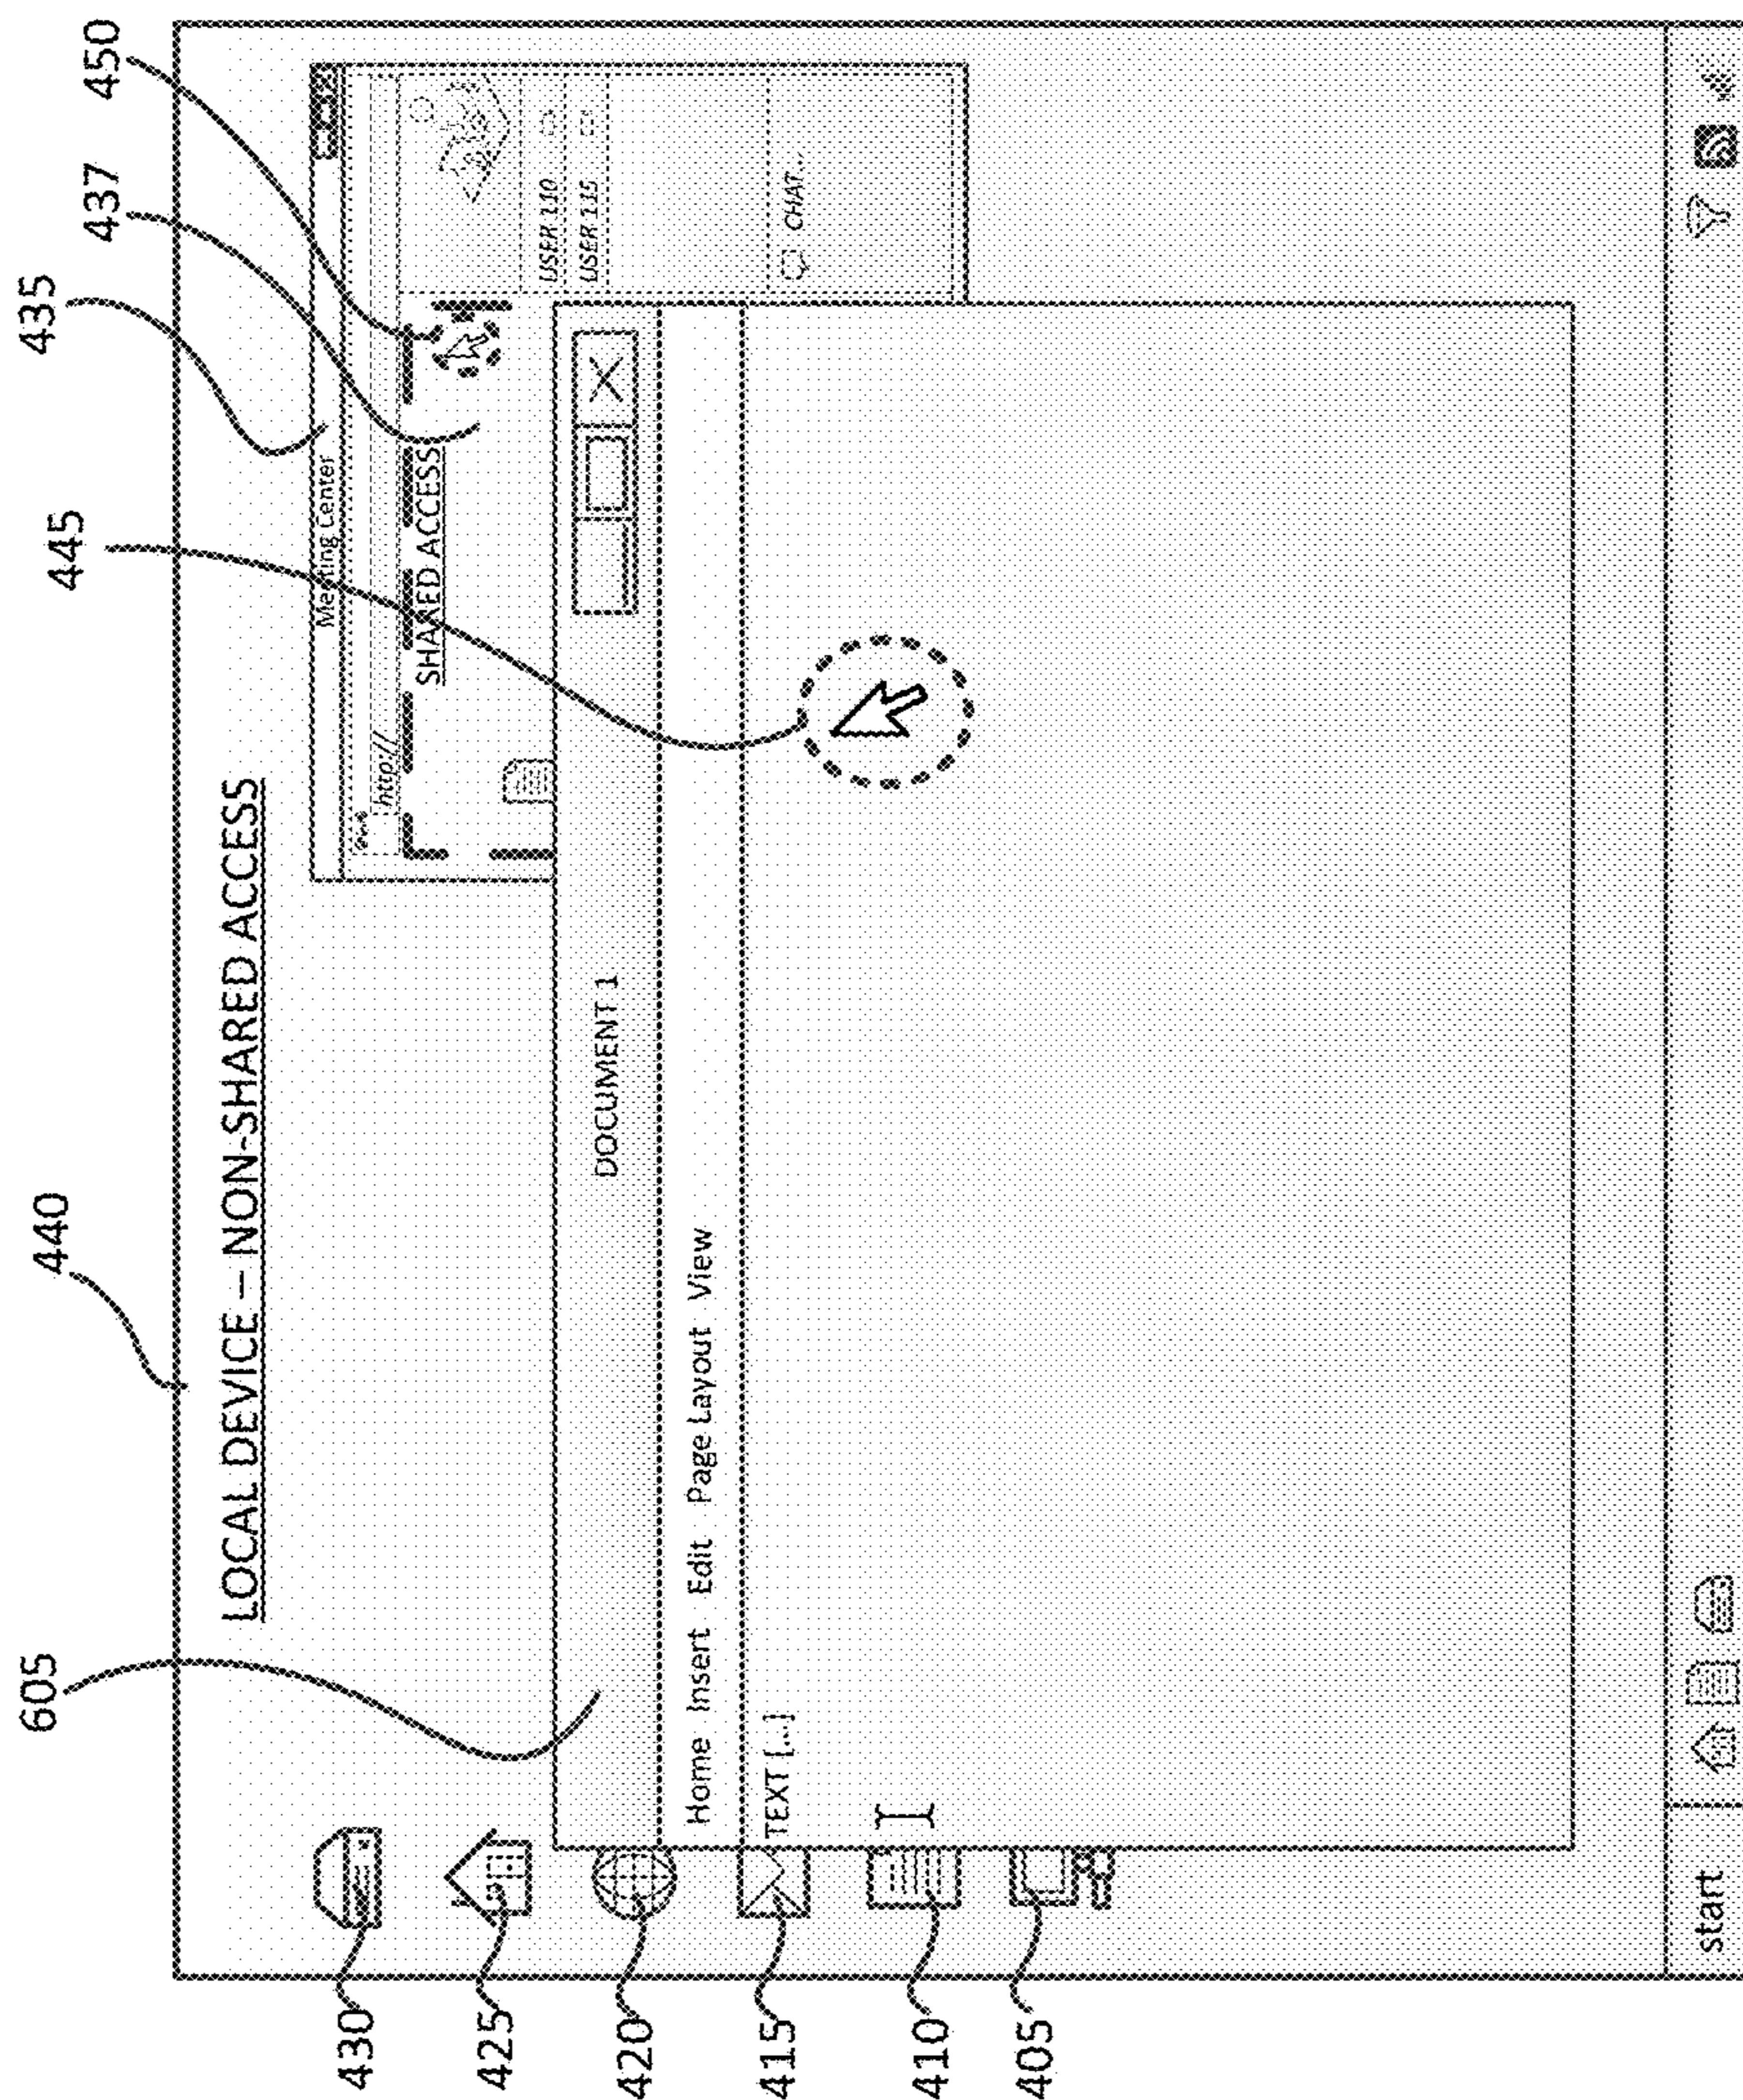 605
440
445
435
437
450
LOCAL DEVICE – NON-SHARED ACCESS
Meeting Center
http://
SHARED ACCESS
USER 110
USER 115
CHAT...
DOCUMENT 1
Home Insert Edit Page Layout View
TEXT [...]
430
425
420
415
410
405
start